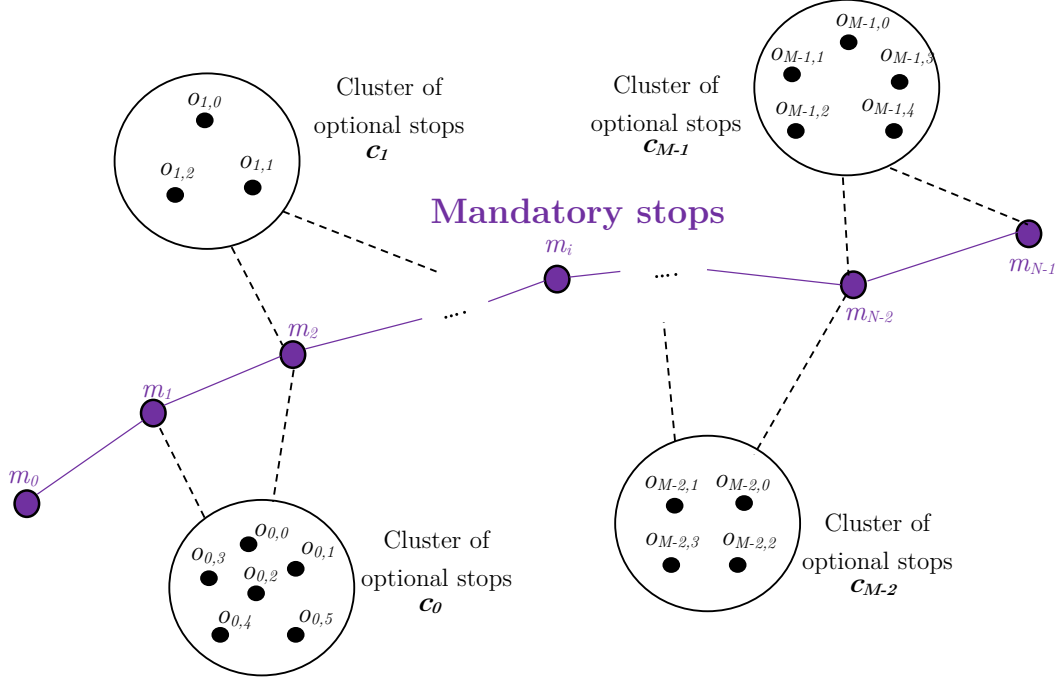 o1,0
o1,2
o1,1
Cluster of
optional stops
c1
Cluster of
optional stops
cM-1
oM-1,0
oM-1,1
oM-1,3
oM-1,2
oM-1,4
Mandatory stops
mi
....
....
mN-1
mN-2
m2
m1
m0
o0,0
o0,3
o0,1
o0,2
o0,4
o0,5
Cluster of
optional stops
c0
oM-2,1
oM-2,0
oM-2,3
oM-2,2
Cluster of
optional stops
cM-2